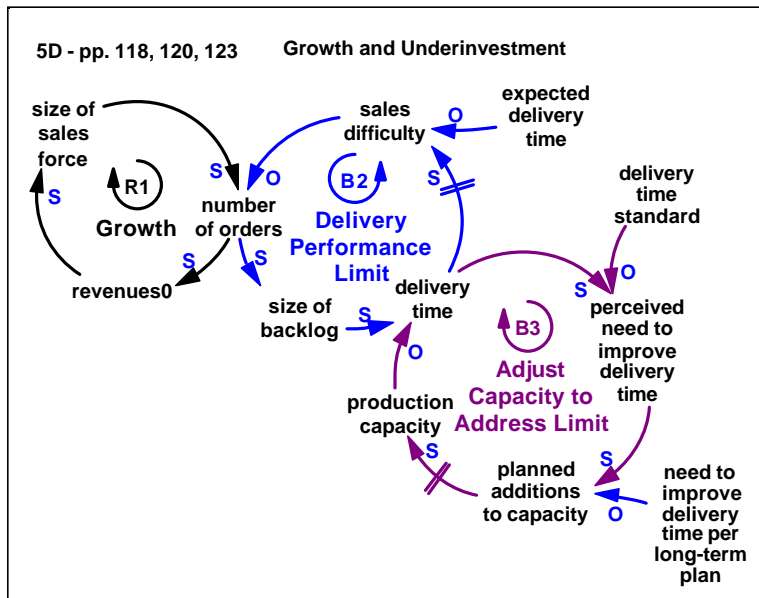 5D - pp. 118, 120, 123
Growth and Underinvestment
size of
sales
force
sales
difficulty
expected
delivery
time
O
S
O
S
S
R1
B2
S
number
of orders
Growth
Delivery
Performance
Limit
delivery
time
standard
S
S
revenues0
size of
backlog
S
delivery
time
O
S
O
B3
perceived
need to
improve
delivery
time
Adjust
Capacity to
Address Limit
production
capacity
S
S
planned
additions
to capacity
O
need to
improve
delivery
time per
long-term
plan